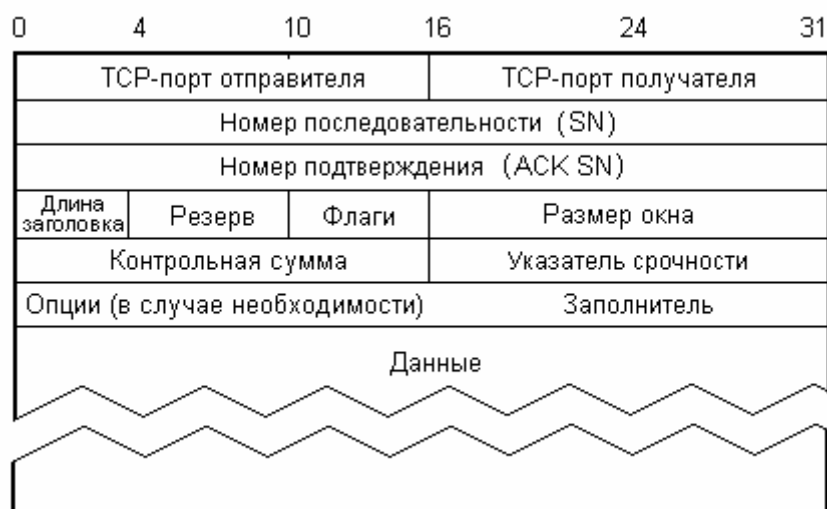 0 4 10 16 24 31
TCP-порт отправителя TCP-порт получателя
Номер последовательности (SN)
Номер подтверждения (ACK SN)
Длина заголовка Резерв Флаги Размер окна
Контрольная сумма Указатель срочности
Опции (в случае необходимости) Заполнитель
Данные